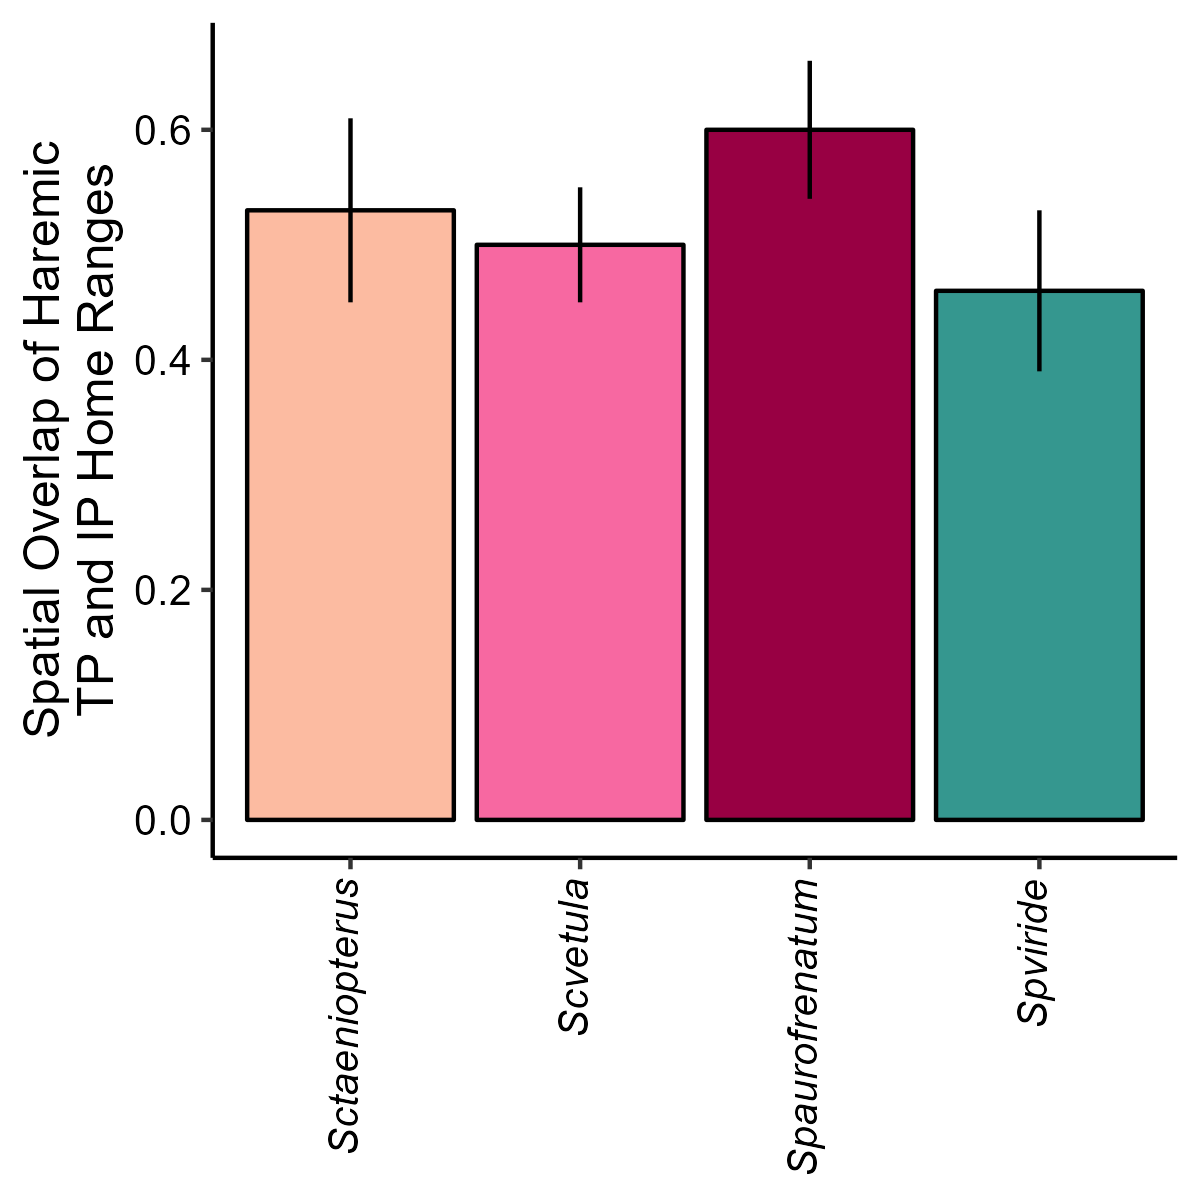 Spatial Overlap of Haremic
TP and IP Home Ranges
0.6
0.4
0.2
0.0
Sctaeniopterus
Scvetula
Spaurofrenatum
Spviride